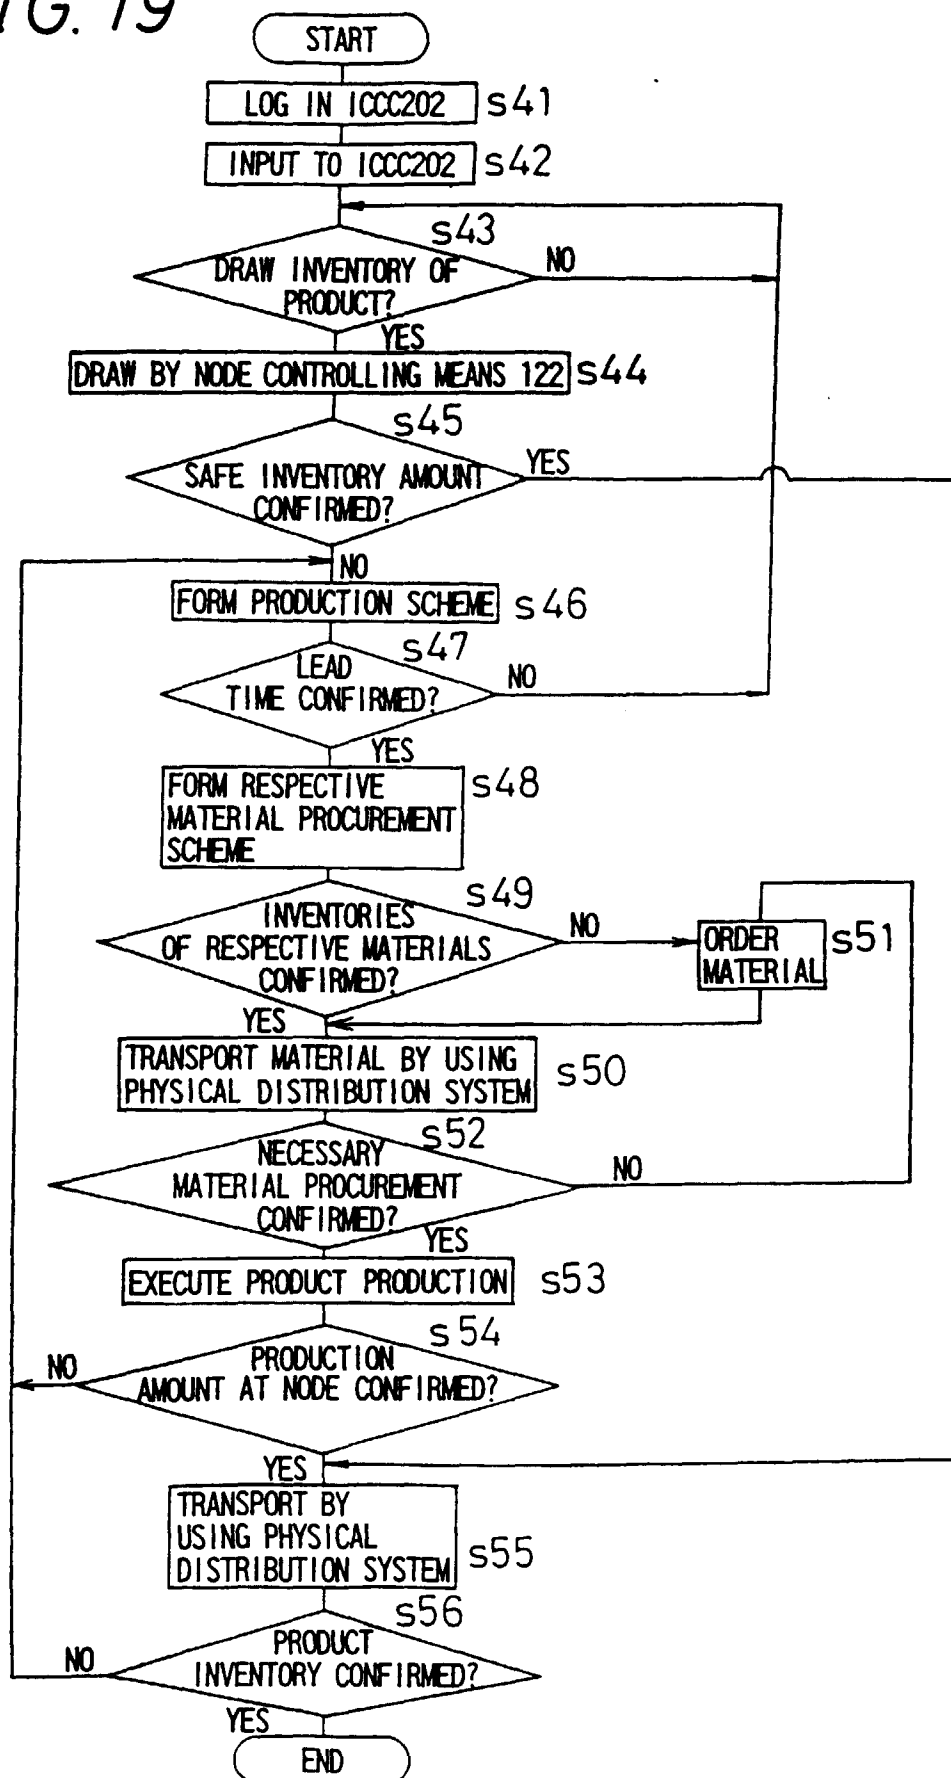 IG. 19
START
LOG IN ICCC202 s41
INPUT TO ICCC202 s42
s43
DRAW INVENTORY OF
PRODUCT?
NO
YES
DRAW BY NODE CONTROLLING MEANS 122 s44
s45
SAFE INVENTORY AMOUNT
CONFIRMED?
YES
NO
FORM PRODUCTION SCHEME s46
s47
LEAD
TIME CONFIRMED?
NO
YES
FORM RESPECTIVE
MATERIAL PROCUREMENT
SCHEME
s48
s49
INVENTORIES
OF RESPECTIVE MATERIALS
CONFIRMED?
NO
ORDER
MATERIAL
s51
YES
TRANSPORT MATERIAL BY USING
PHYSICAL DISTRIBUTION SYSTEM
s50
s52
NECESSARY
MATERIAL PROCUREMENT
CONFIRMED?
NO
YES
EXECUTE PRODUCT PRODUCTION s53
s54
PRODUCTION
AMOUNT AT NODE CONFIRMED?
NO
YES
TRANSPORT BY
USING PHYSICAL
DISTRIBUTION SYSTEM
s55
s56
PRODUCT
INVENTORY CONFIRMED?
NO
YES
END